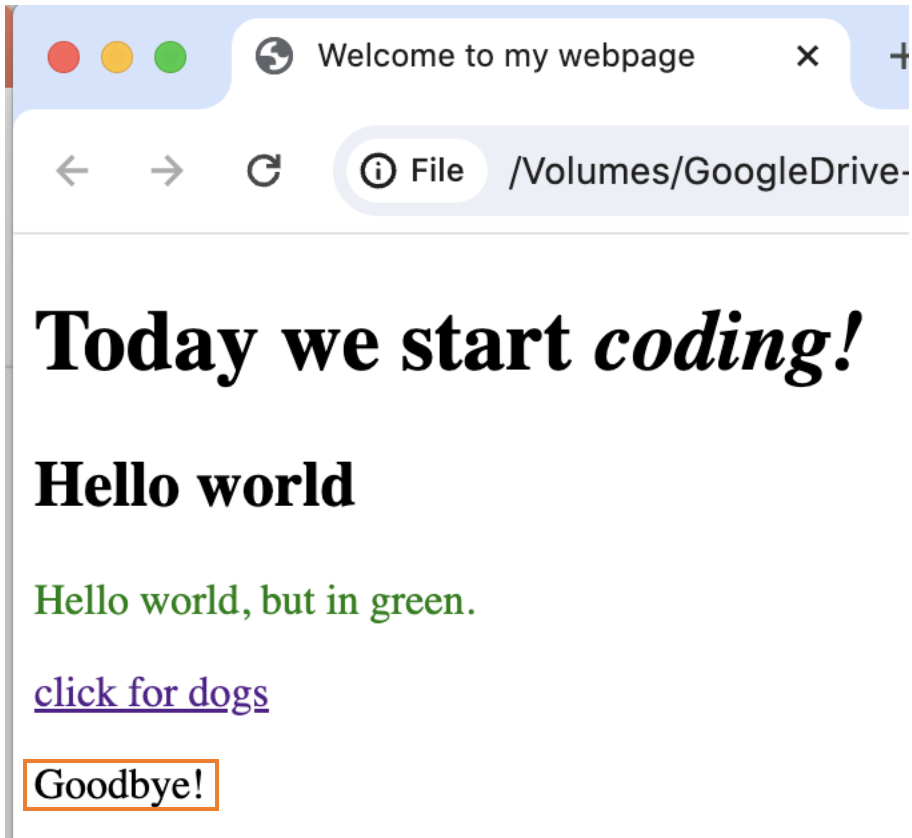 Welcome to my webpage
File /Volumes/GoogleDrive-
Today we start coding!
Hello world
Hello world, but in green.
click for dogs
Goodbye!